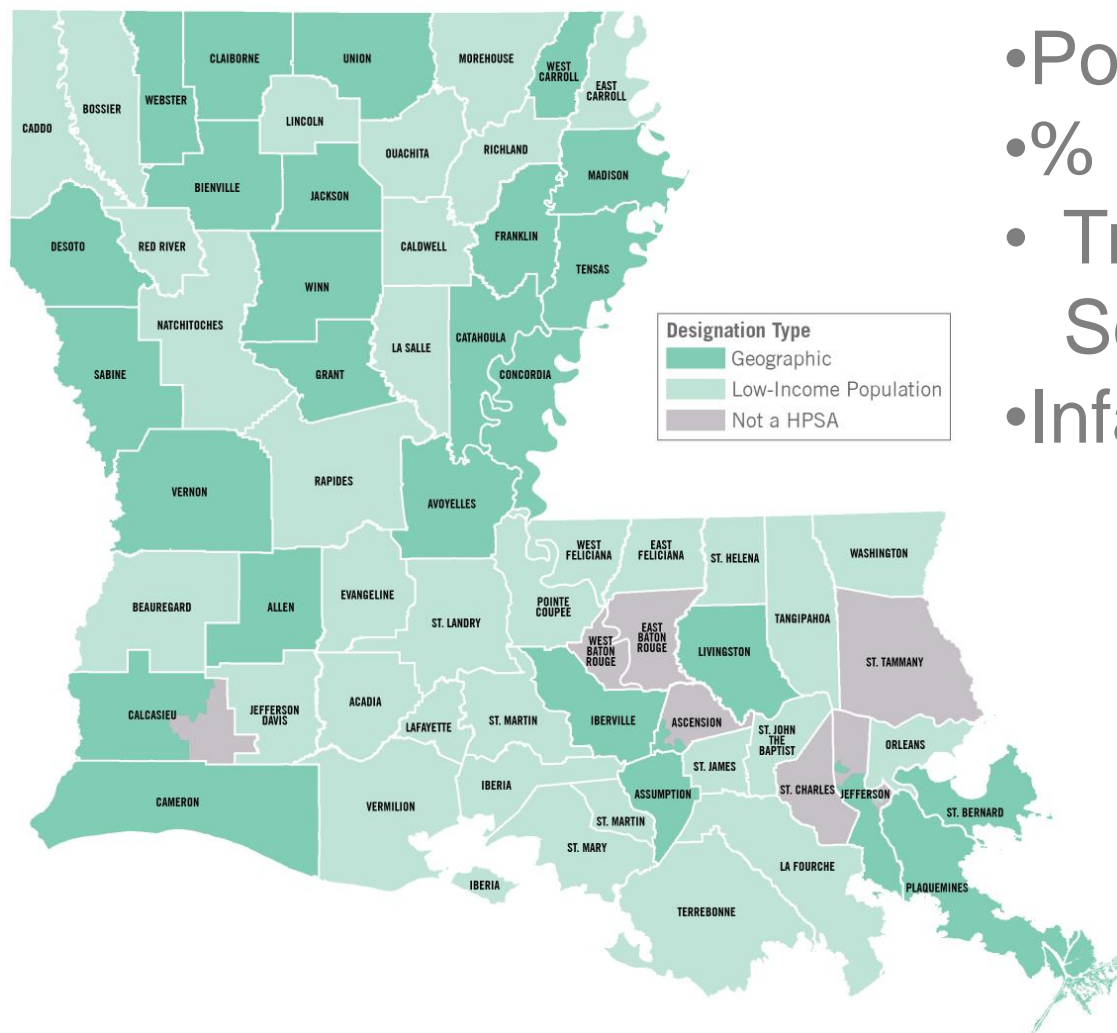 CLAIBORNE
UNION
MOREHOUSE
WEST
CARROLL
EAST
CARROLL
WEBSTER
BOSSIER
CADDO
LINCOLN
OUACHITA
RICHLAND
MADISON
BIENVILLE
JACKSON
FRANKLIN
DESOTO
RED RIVER
CALDWELL
TENSAS
WINN
NATCHITOCHES
LA SALLE
CATAHOULA
SABINE
GRANT
CONCORDIA
VERNON
RAPIDES
AVOYELLES
WEST
FELICIANA
EAST
FELICIANA
ST. HELENA
WASHINGTON
BEAUREGARD
ALLEN
EVANGELINE
ST. LANDRY
POINTE
COUPEE
TANGIPAHOA
WEST
BATON
ROUGE
EAST
BATON
ROUGE
LIVINGSTON
ST. TAMMANY
CALCASIEU
JEFFERSON
DAVIS
ACADIA
LAFAYETTE
ST. MARTIN
IBERVILLE
ASCENSION
ST. JOHN
THE
BAPTIST
ORLEANS
ST. JAMES
CAMERON
VERMILION
IBERIA
ASSUMPTION
ST. CHARLES
JEFFERSON
ST. BERNARD
ST. MARTIN
ST. MARY
LA FOURCHE
PLAQUEMINES
IBERIA
TERREBONNE
Designation Type
Geographic
Low-Income Population
Not a HPSA
•Po
•%
• Tr
•Infa